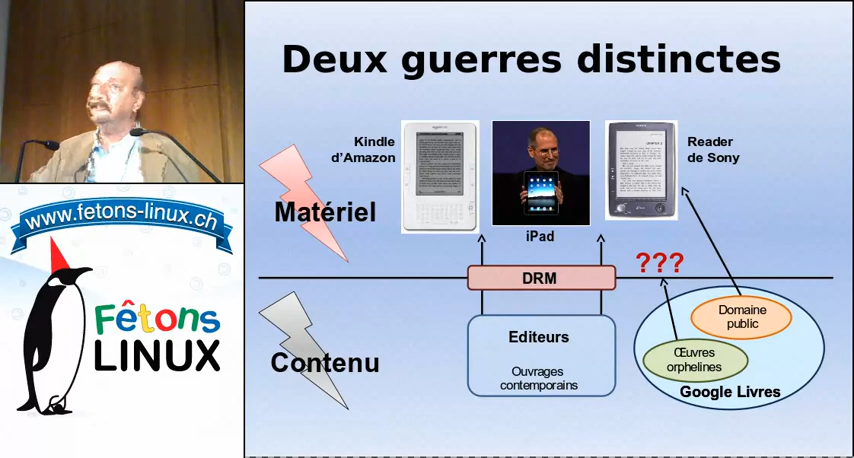 Deux guerres distinctes
Kindle
d'Amazon
Reader
de Sony
Matériel
iPad
???
DRM
Contenu
Editeurs
Ouvrages
contemporains
Domaine
public
Œuvres
orphelines
Google Livres
www.fetons-linux.ch
Fêtons
LINUX